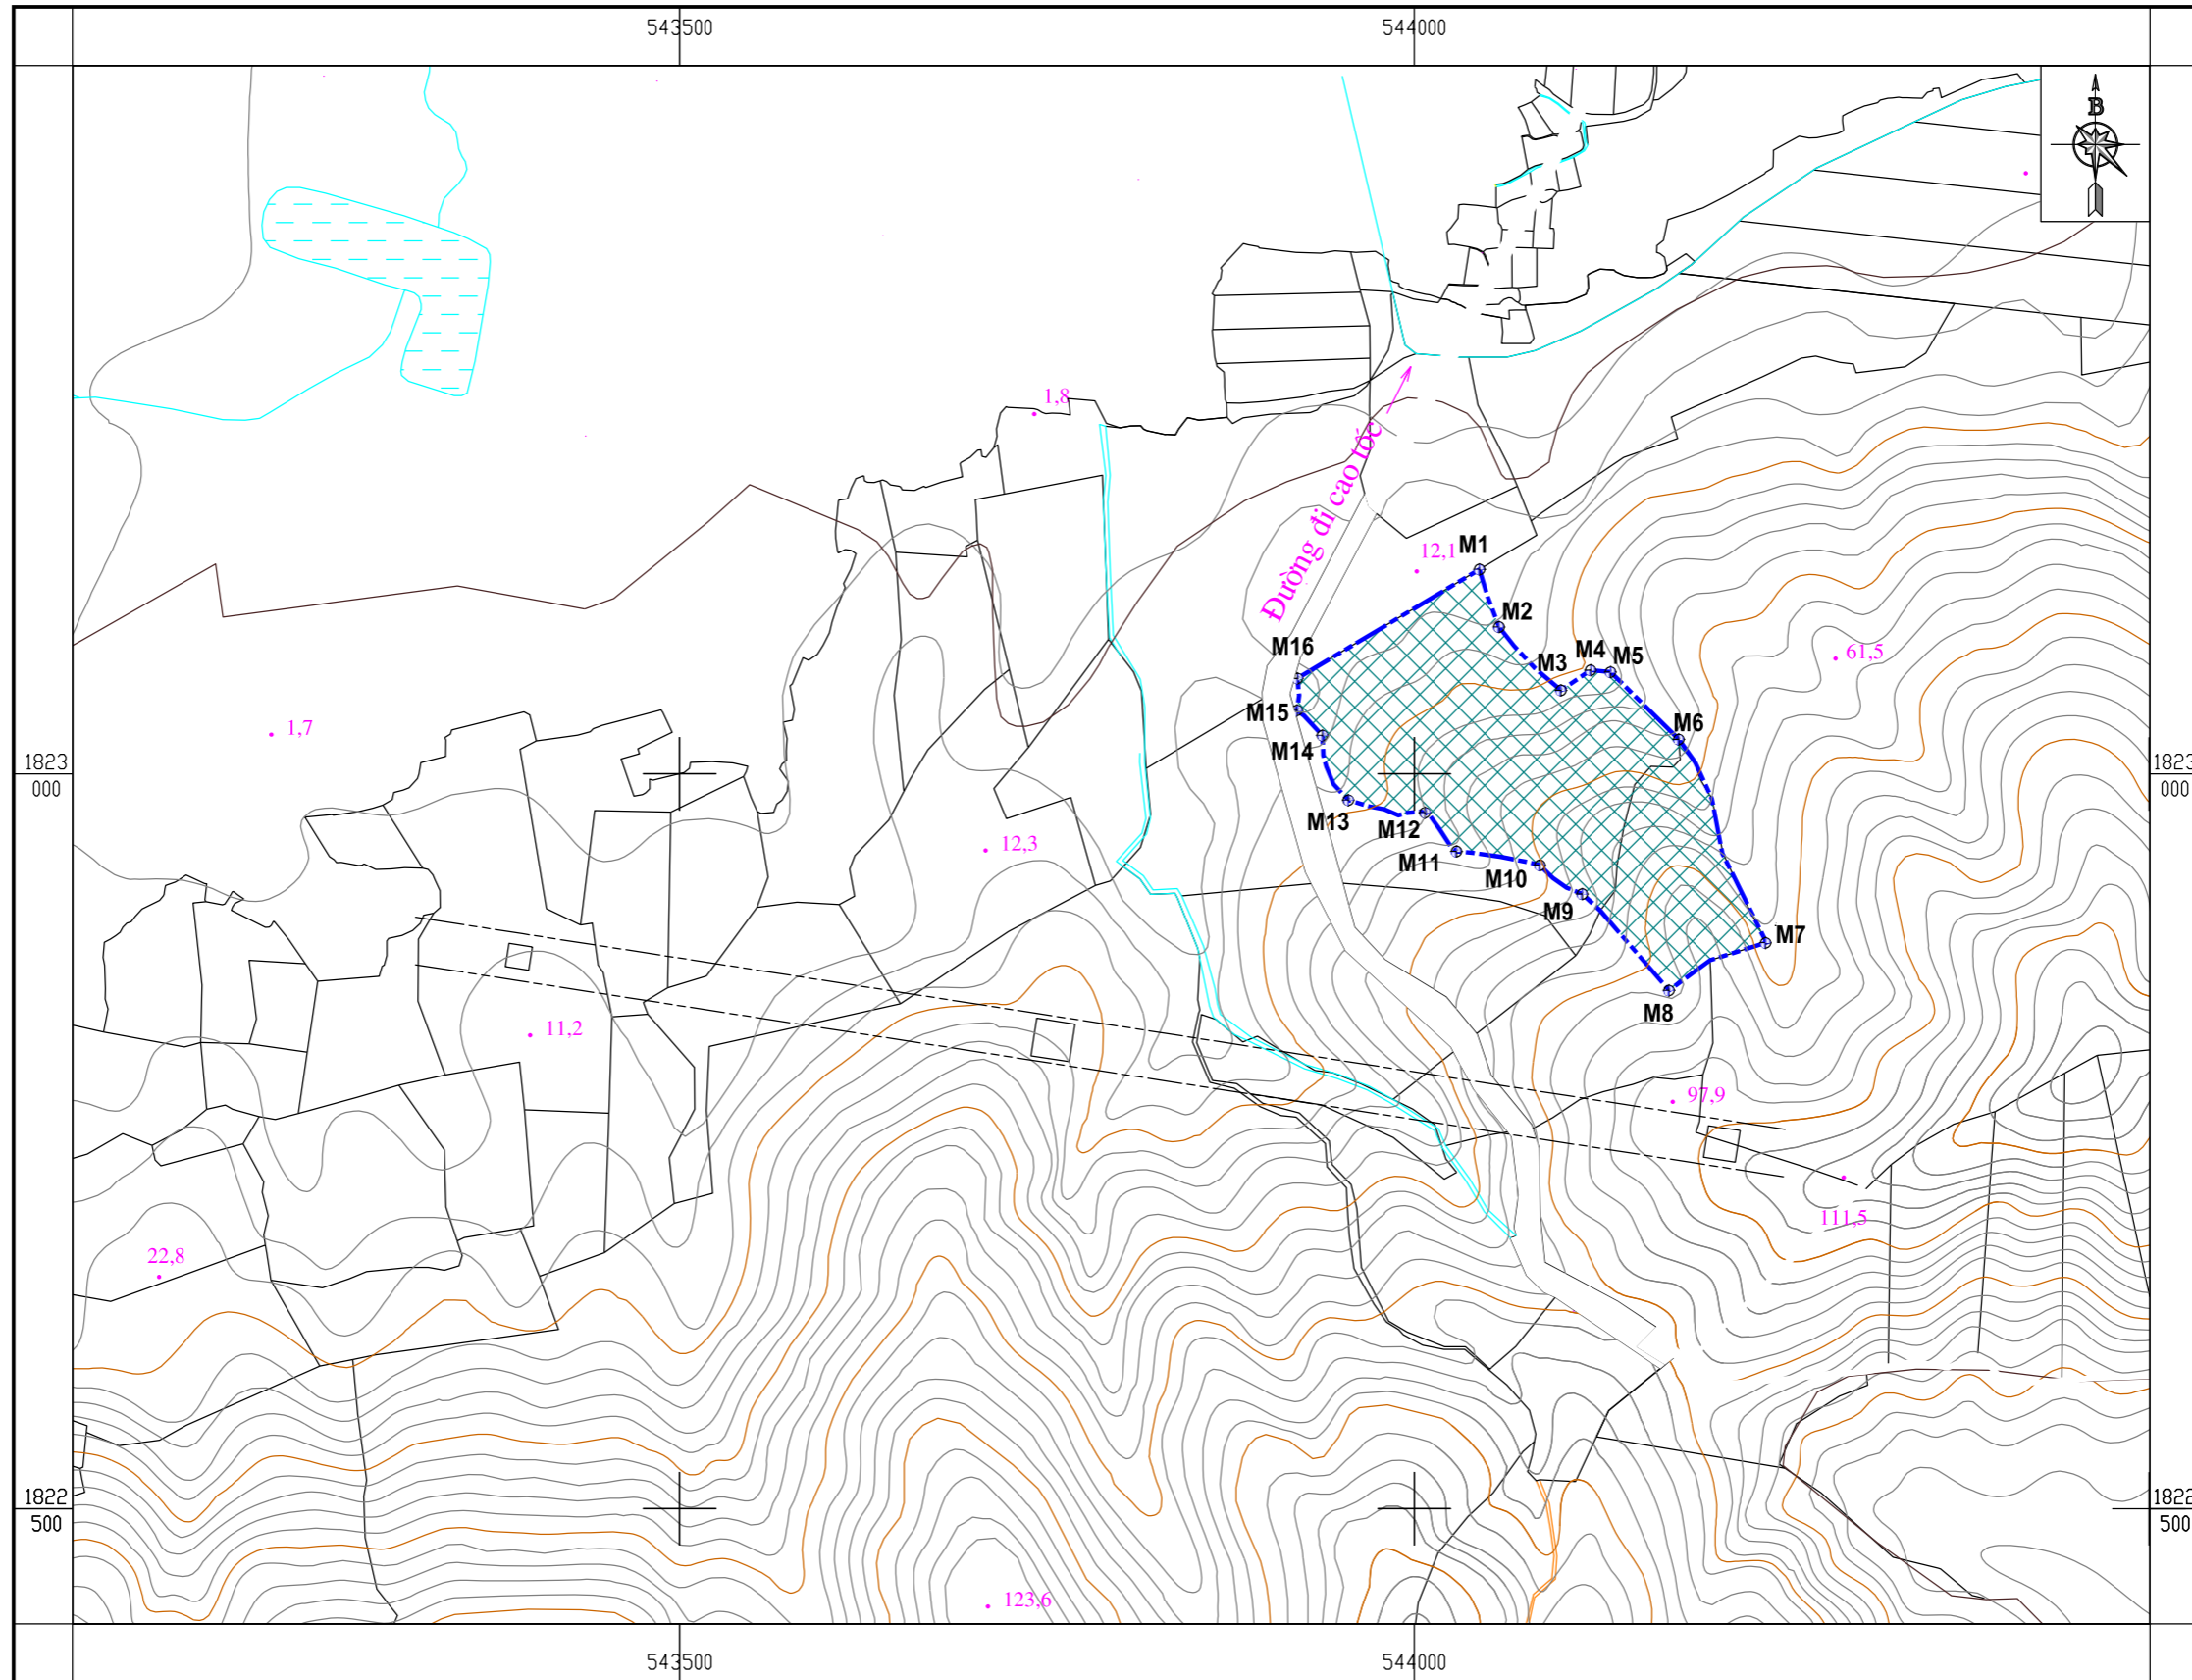 543500
544000
B
1,8
Đường đi cao tốc
12,1
M1
M2
M16
M3
M4
M5
61,5
M15
M6
1,7
M14
1823
000
1823
000
M13
M12
12,3
M11
M10
M9
M7
M8
11,2
97,9
111,5
22,8
1822
500
1822
500
123,6
543500
544000